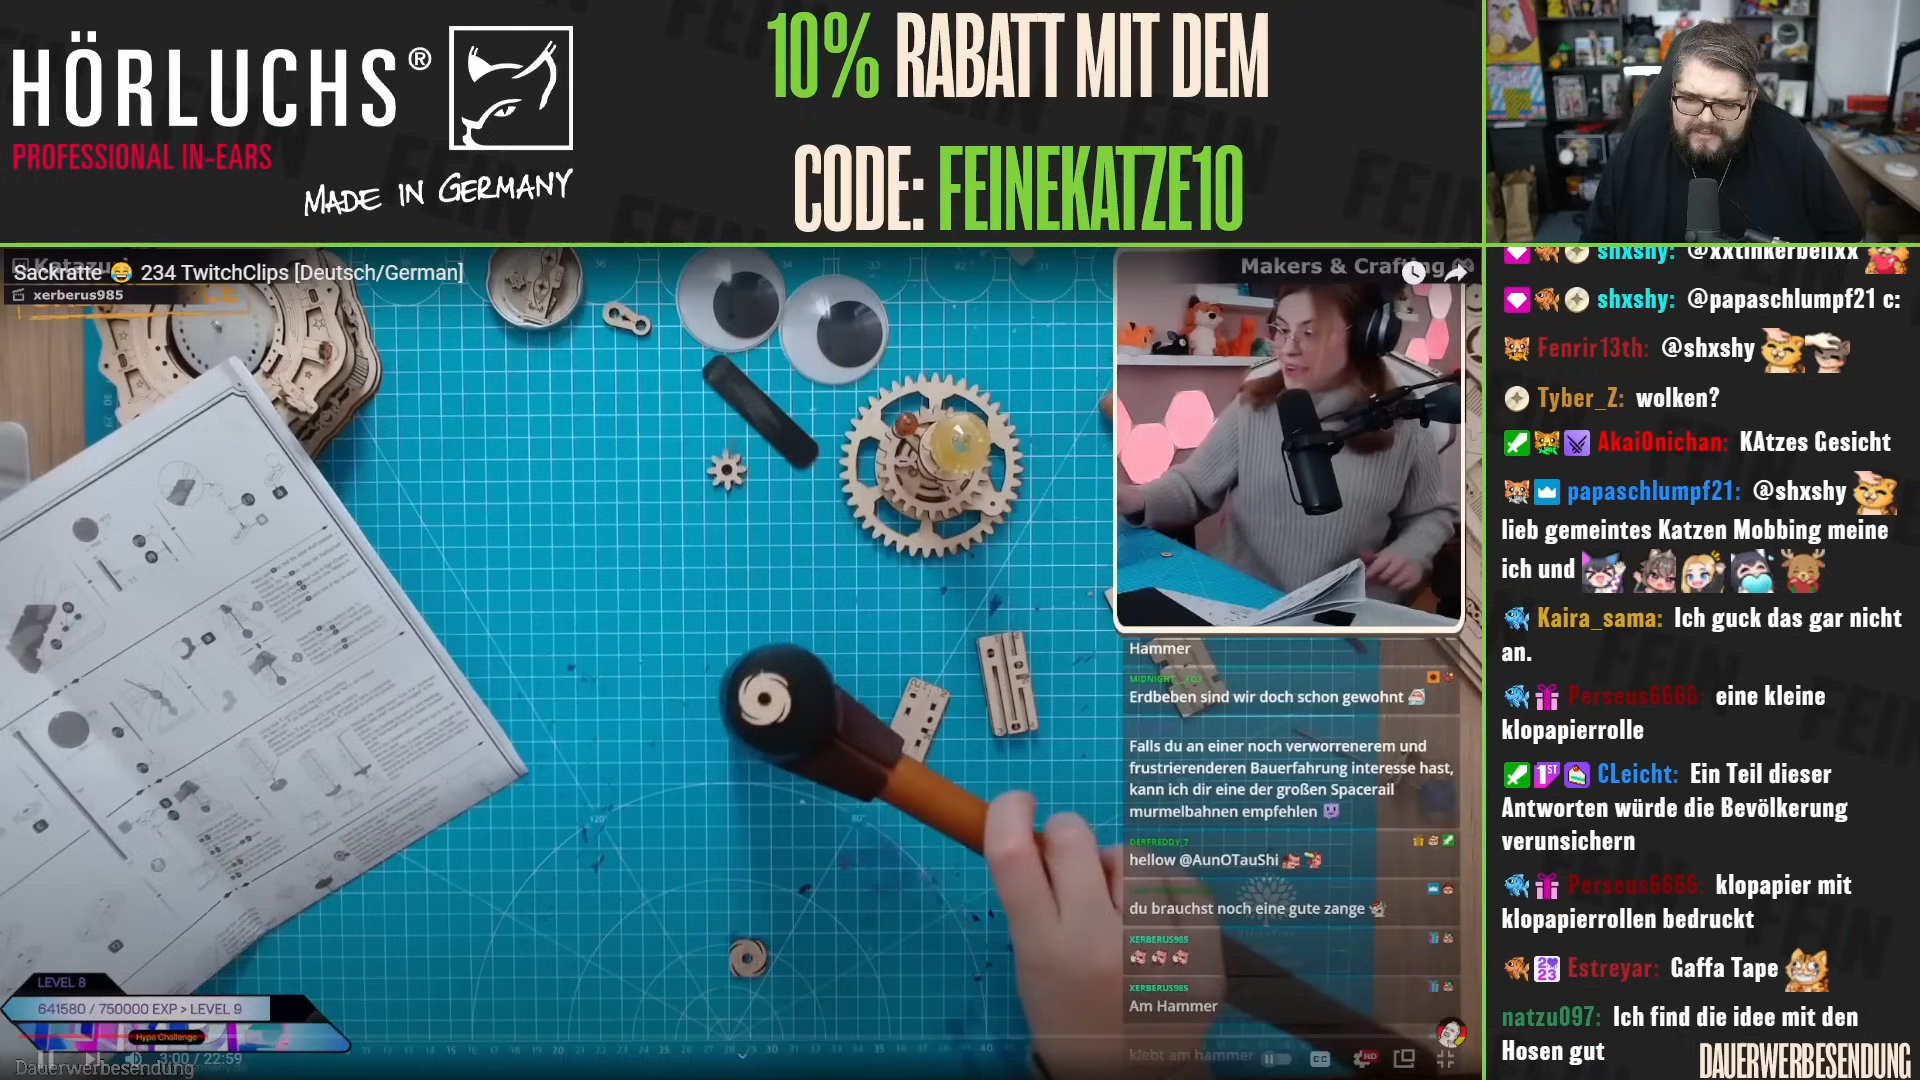 HÖRLUCHS®
PROFESSIONAL IN-EARS
MADE IN GERMANY
10% RABATT MIT DEM
CODE: FEINEKATZE10
Sackratte 😂 234 TwitchClips [Deutsch/German]
xerberus985
Makers & Crafting
Hammer
MIDNIGHT__FOX
Erdbeben sind wir doch schon gewohnt
Falls du an einer noch verworrenerem und
frustrierenderen Bauerfahrung interesse hast,
kann ich dir eine der großen Spacerail
murmelbahnen empfehlen
DERFREDDY_7
hellow @AunOTauShi
du brauchst noch eine gute zange
XERBERUS985
XERBERUS985
Am Hammer
klebt am hammer
LEVEL 8
641580 / 750000 EXP > LEVEL 9
Hype Challenge
3:00 / 22:59
Dauerwerbesendung
shxshy: @xxtinkerbellxx
shxshy: @papaschlumpf21 c:
Fenrir13th: @shxshy
Tyber_Z: wolken?
AkaiOnichan: KAtzes Gesicht
papaschlumpf21: @shxshy
lieb gemeintes Katzen Mobbing meine
ich und
Kaira_sama: Ich guck das gar nicht
an.
Perseus6666: eine kleine
klopapierrolle
CLeicht: Ein Teil dieser
Antworten würde die Bevölkerung
verunsichern
Perseus6666: klopapier mit
klopapierrollen bedruckt
Estreyar: Gaffa Tape
natzu097: Ich find die idee mit den
Hosen gut
DAUERWERBESENDUNG